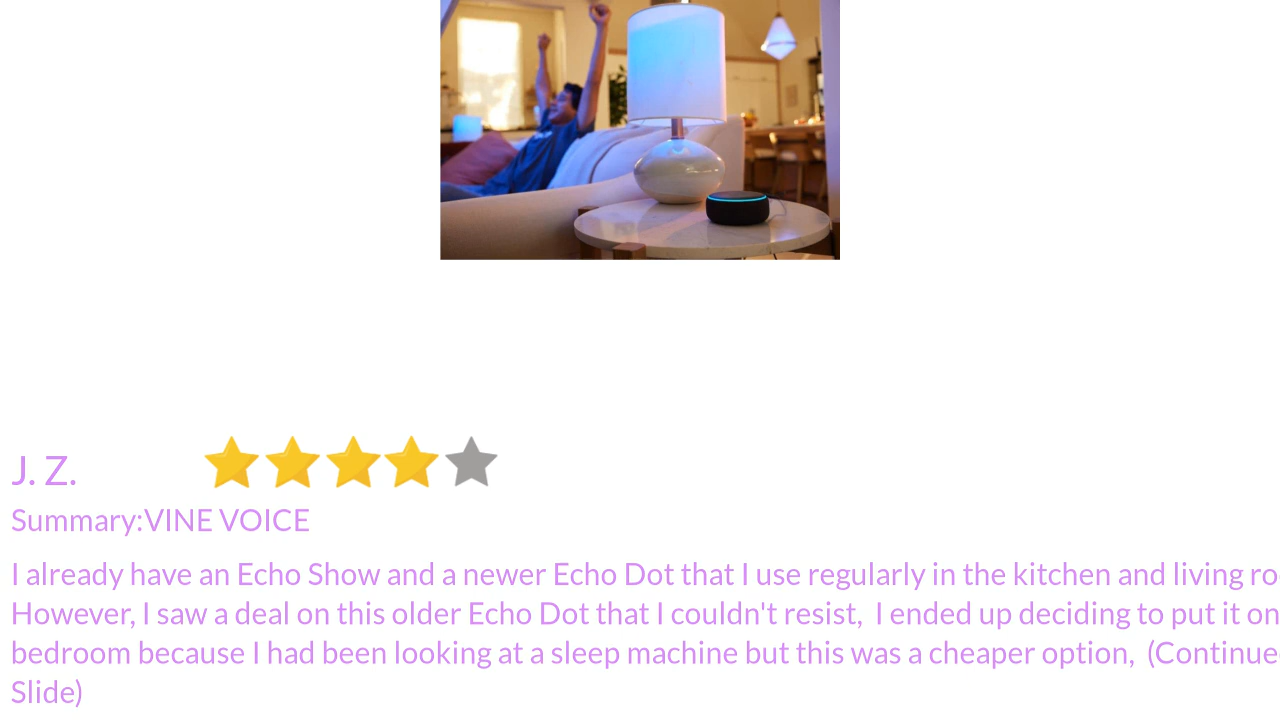 J. Z.
Summary:VINE VOICE
I already have an Echo Show and a newer Echo Dot that I use regularly in the kitchen and living
However, I saw a deal on this older Echo Dot that I couldn't resist,  I ended up deciding to put it on
bedroom because I had been looking at a sleep machine but this was a cheaper option,  (Continue
Slide)